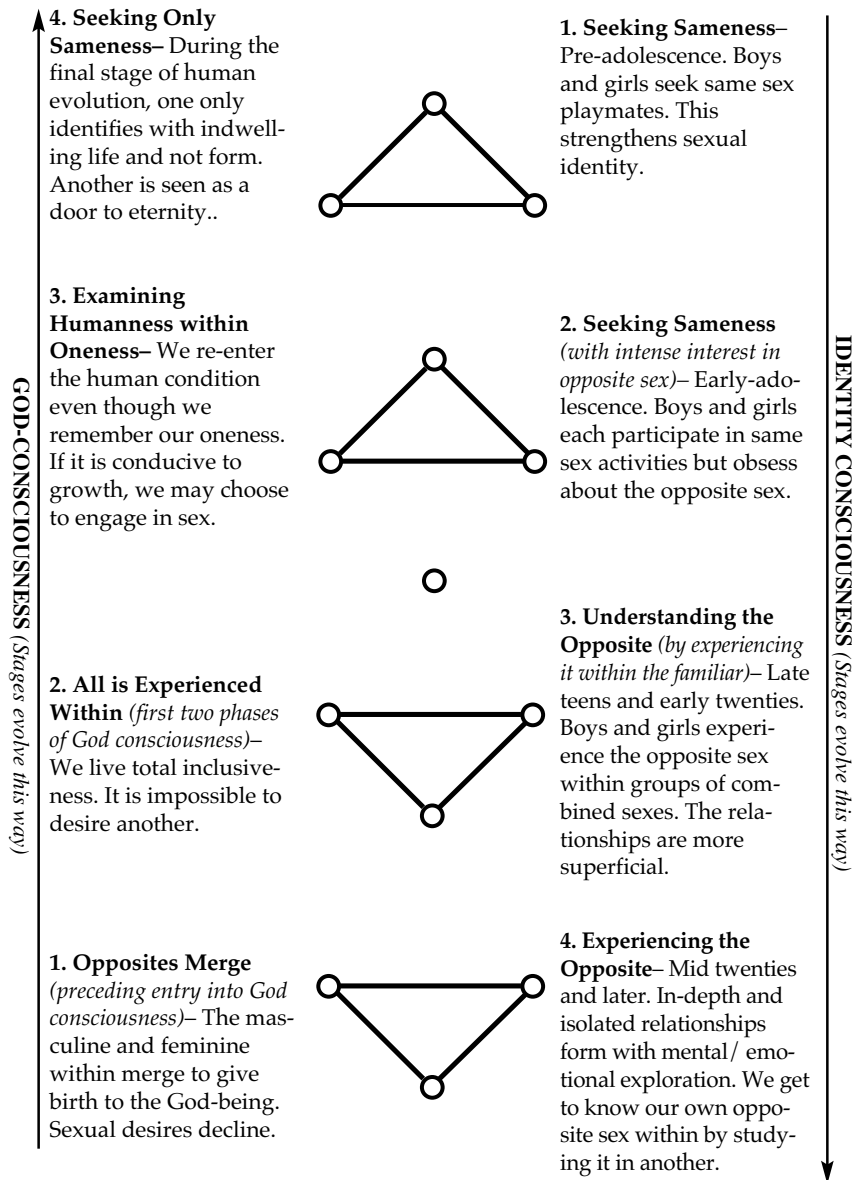 GOD-CONSCIOUSNESS (Stages evolve this way)
4. Seeking Only
Sameness– During the
final stage of human
evolution, one only
identifies with indwell-
ing life and not form.
Another is seen as a
door to eternity..
3. Examining
Humanness within
Oneness– We re-enter
the human condition
even though we
remember our oneness.
If it is conducive to
growth, we may choose
to engage in sex.
2. All is Experienced
Within (first two phases
of God consciousness)–
We live total inclusive-
ness. It is impossible to
desire another.
1. Opposites Merge
(preceding entry into God
consciousness)– The mas-
culine and feminine
within merge to give
birth to the God-being.
Sexual desires decline.
1. Seeking Sameness–
Pre-adolescence. Boys
and girls seek same sex
playmates. This
strengthens sexual
identity.
2. Seeking Sameness
(with intense interest in
opposite sex)– Early-ado-
lescence. Boys and girls
each participate in same
sex activities but obsess
about the opposite sex.
3. Understanding the
Opposite (by experiencing
it within the familiar)– Late
teens and early twenties.
Boys and girls experi-
ence the opposite sex
within groups of com-
bined sexes. The rela-
tionships are more
superficial.
4. Experiencing the
Opposite– Mid twenties
and later. In-depth and
isolated relationships
form with mental/ emo-
tional exploration. We get
to know our own oppo-
site sex within by study-
ing it in another.
IDENTITY CONSCIOUSNESS (Stages evolve this way)